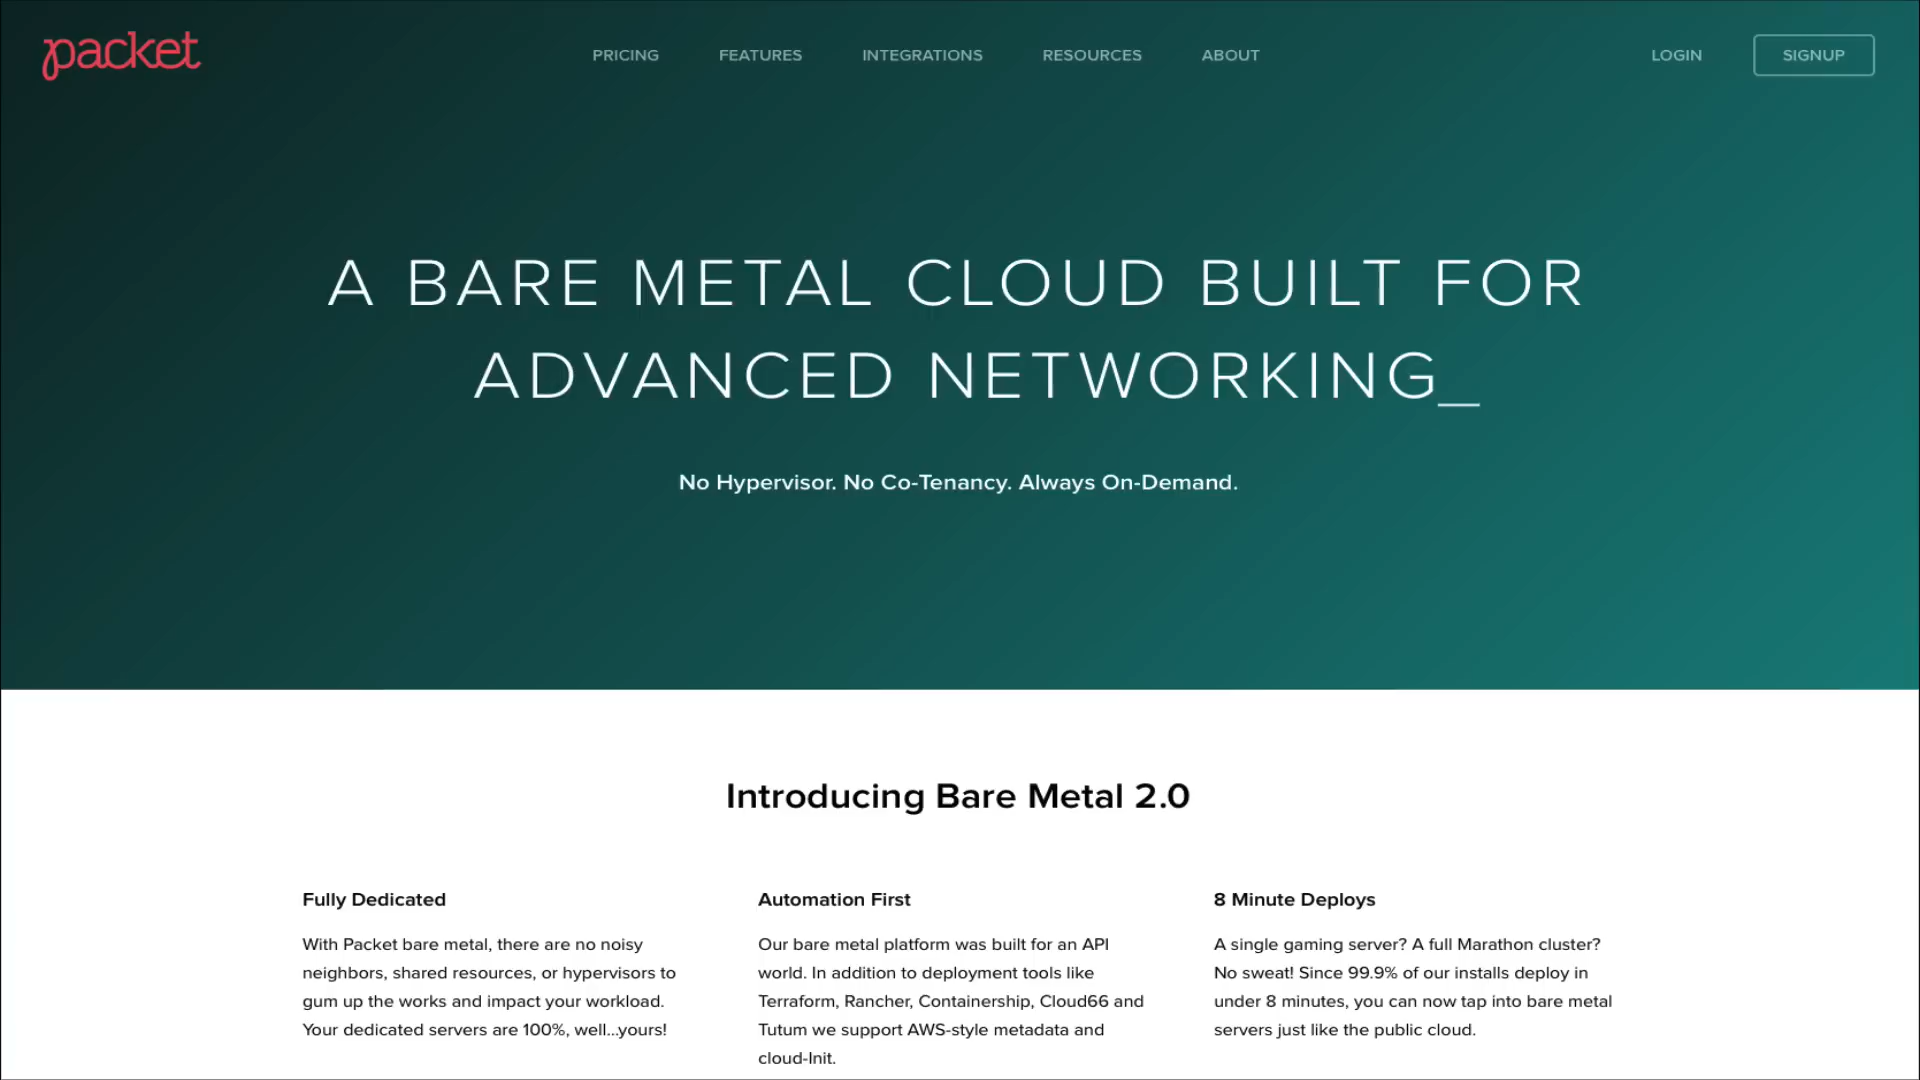 packet
PRICING FEATURES INTEGRATIONS RESOURCES ABOUT
LOGIN SIGNUP
A BARE METAL CLOUD BUILT FOR
ADVANCED NETWORKING_
No Hypervisor. No Co-Tenancy. Always On-Demand.
Introducing Bare Metal 2.0
Fully Dedicated
With Packet bare metal, there are no noisy
neighbors, shared resources, or hypervisors to
gum up the works and impact your workload.
Your dedicated servers are 100%, well...yours!
Automation First
Our bare metal platform was built for an API
world. In addition to deployment tools like
Terraform, Rancher, Containership, Cloud66 and
Tutum we support AWS-style metadata and
cloud-Init.
8 Minute Deploys
A single gaming server? A full Marathon cluster?
No sweat! Since 99.9% of our installs deploy in
under 8 minutes, you can now tap into bare metal
servers just like the public cloud.